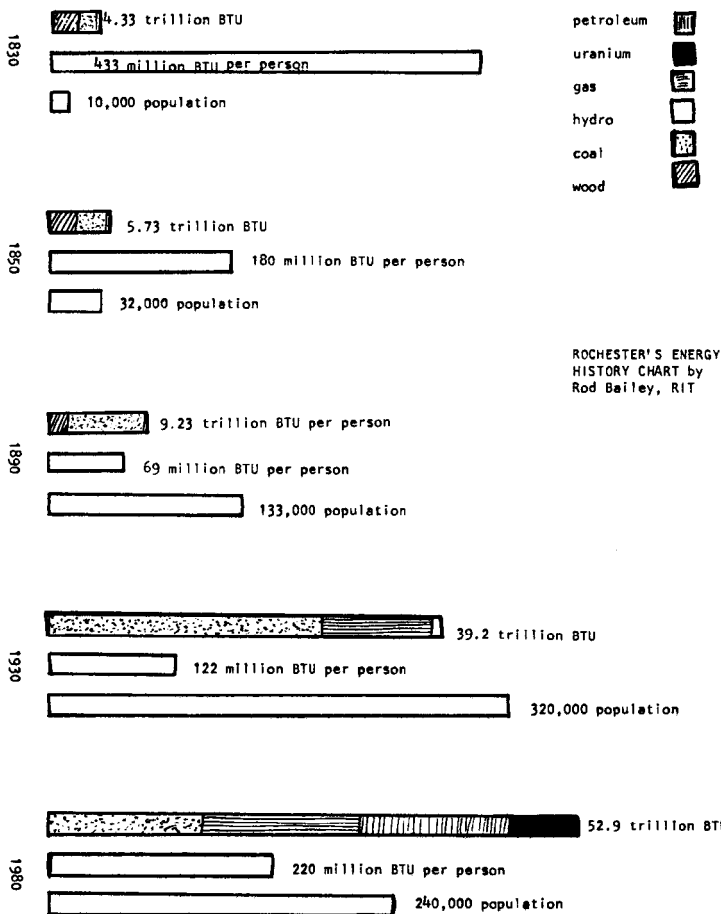 4.33 trillion BTU
1830
433 million BTU per person
10,000 population
petroleum
uranium
gas
hydro
coal
wood
5.73 trillion BTU
1850
180 million BTU per person
32,000 population
ROCHESTER'S ENERGY
HISTORY CHART by
Rod Bailey, RIT
9.23 trillion BTU per person
1890
69 million BTU per person
133,000 population
39.2 trillion BTU
1930
122 million BTU per person
320,000 population
52.9 trillion BTU
1980
220 million BTU per person
240,000 population